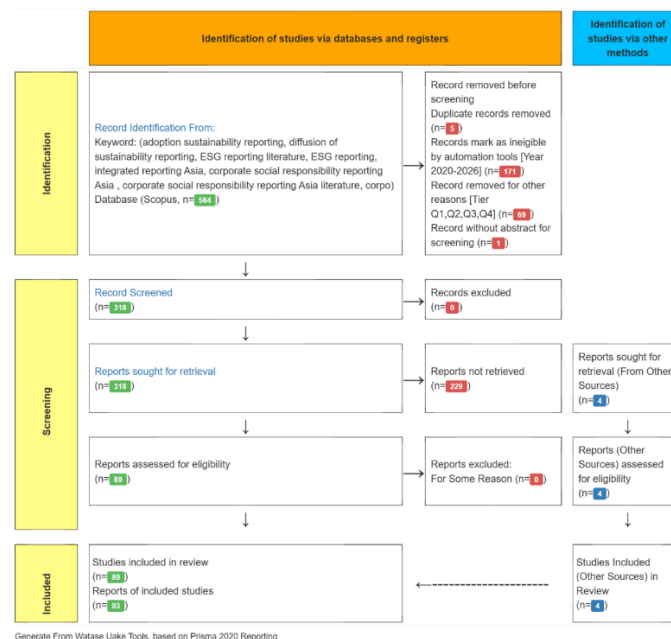 Identification of studies via databases and registers
Identification of
studies via other
methods
Identification
Record Identification From:
Keyword: (adoption sustainability reporting, diffusion of
sustainability reporting, ESG reporting literature, ESG reporting,
integrated reporting Asia, corporate social responsibility reporting
Asia , corporate social responsibility reporting Asia literature, corpo)
Database (Scopus, n=564)
Record removed before
screening
Duplicate records removed
(n=5)
Records mark as ineigible
by automation tools [Year
2020-2026] (n=171)
Record removed for other
reasons [Tier
Q1,Q2,Q3,Q4] (n=69)
Record without abstract for
screening (n=1)
Screening
Record Screened
(n=318)
Records excluded
(n=0)
Reports sought for retrieval
(n=318)
Reports not retrieved
(n=229)
Reports sought for
retrieval (From Other
Sources)
(n=4)
Reports assessed for eligibility
(n=89)
Reports excluded:
For Some Reason (n=0)
Reports (Other
Sources) assessed
for eligibility
(n=4)
Included
Studies included in review
(n=89)
Reports of included studies
(n=93)
Studies Included
(Other Sources) in
Review
(n=4)
Generate From Watase Uake Tools, based on Prisma 2020 Reporting